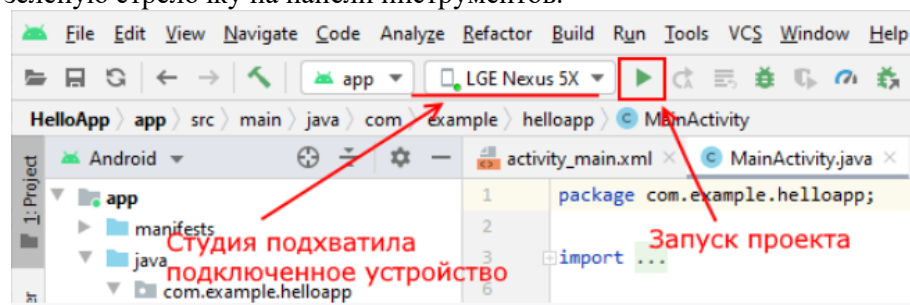 зеленую стрелочку на панели инструментов.
File Edit View Navigate Code Analyze Refactor Build Run Tools VCS Window Help
app LGE Nexus 5X
HelloApp app src main java com example helloapp C MainActivity
1: Project
Android
activity_main.xml C MainActivity.java
app
1 package com.example.helloapp;
manifests
2
Студия подхватила
подключенное устройство
Запуск проекта
java
3 import ...
com.example.helloapp
6